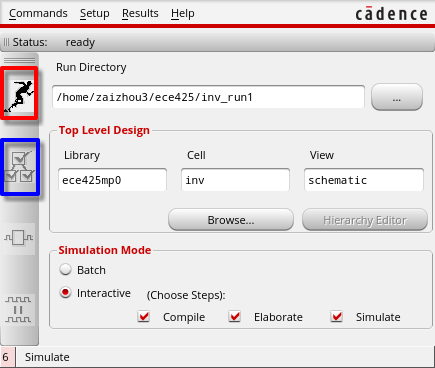 Commands Setup Results Help
cādence
Status: ready
Run Directory
/home/zaizhou3/ece425/inv_run1 ...
Top Level Design
Library Cell View
ece425mp0 inv schematic
Browse... Hierarchy Editor
Simulation Mode
Batch
Interactive (Choose Steps):
Compile Elaborate Simulate
6 Simulate